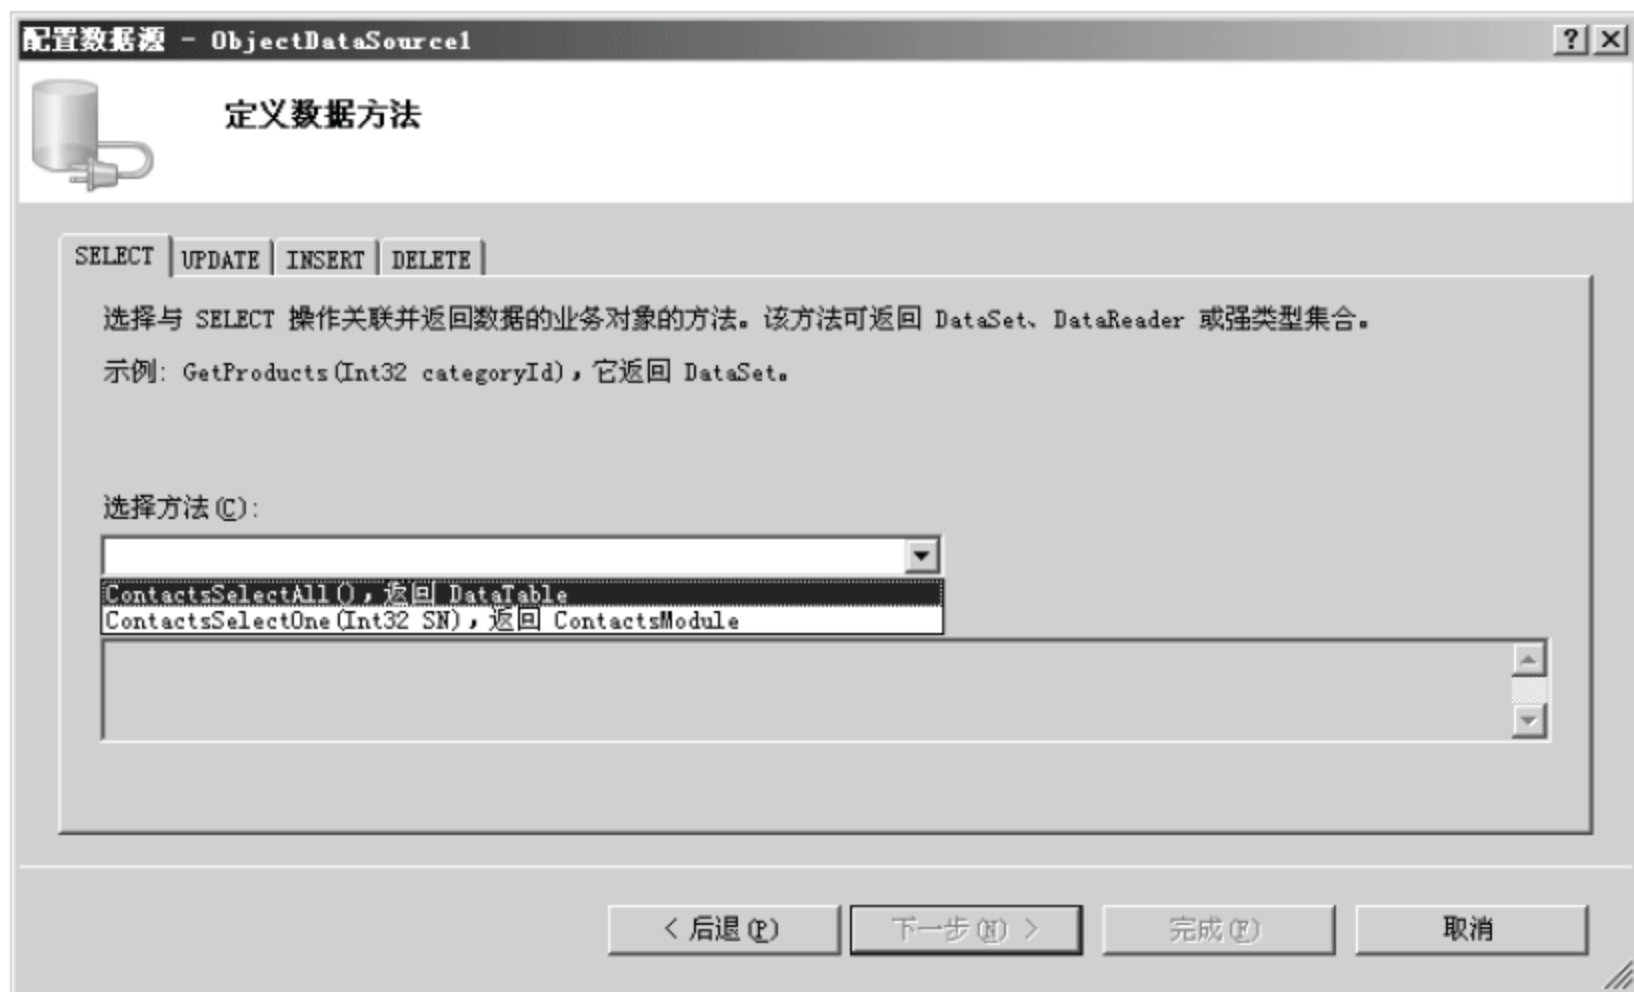 配置数据源 - ObjectDataSource1
定义数据方法
SELECT UPDATE INSERT DELETE
选择与 SELECT 操作关联并返回数据的业务对象的方法。该方法可返回 DataSet、DataReader 或强类型集合。
示例: GetProducts(Int32 categoryId),它返回 DataSet。
选择方法(C):
ContactsSelectAll(),返回 DataTable
ContactsSelectOne(Int32 SN),返回 ContactsModule
< 后退(P) 下一步(N) > 完成(F) 取消